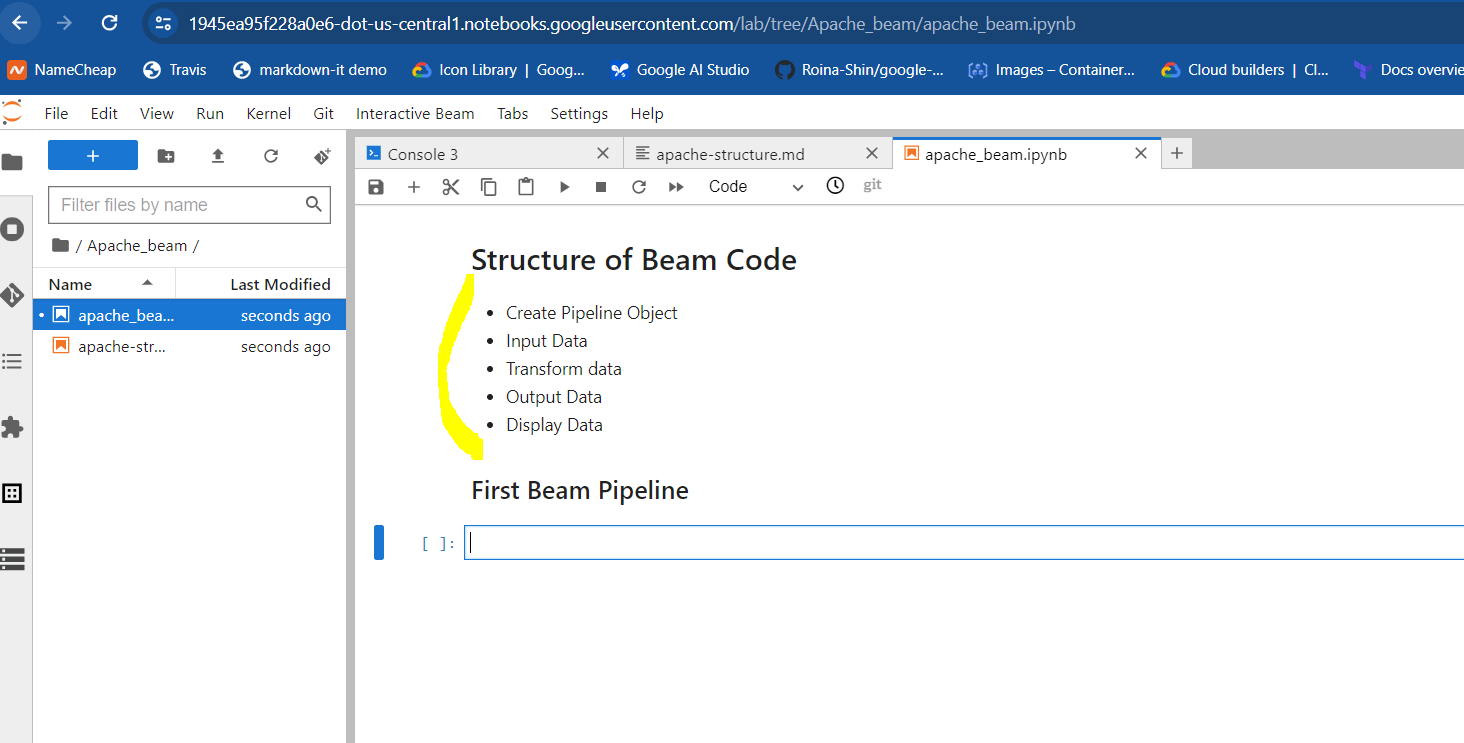 1945ea95f228a0e6-dot-us-central1.notebooks.googleusercontent.com/lab/tree/Apache_beam/apache_beam.ipynb
NameCheap Travis markdown-it demo Icon Library | Goog... Google AI Studio Roina-Shin/google-... Images – Container... Cloud builders | Cl... Docs overvie
File Edit View Run Kernel Git Interactive Beam Tabs Settings Help
+ Console 3 apache-structure.md apache_beam.ipynb
Code git
Filter files by name
/ Apache_beam /
Name Last Modified
apache_bea... seconds ago
apache-str... seconds ago
Structure of Beam Code
• Create Pipeline Object
• Input Data
• Transform data
• Output Data
• Display Data
First Beam Pipeline
[ ]: